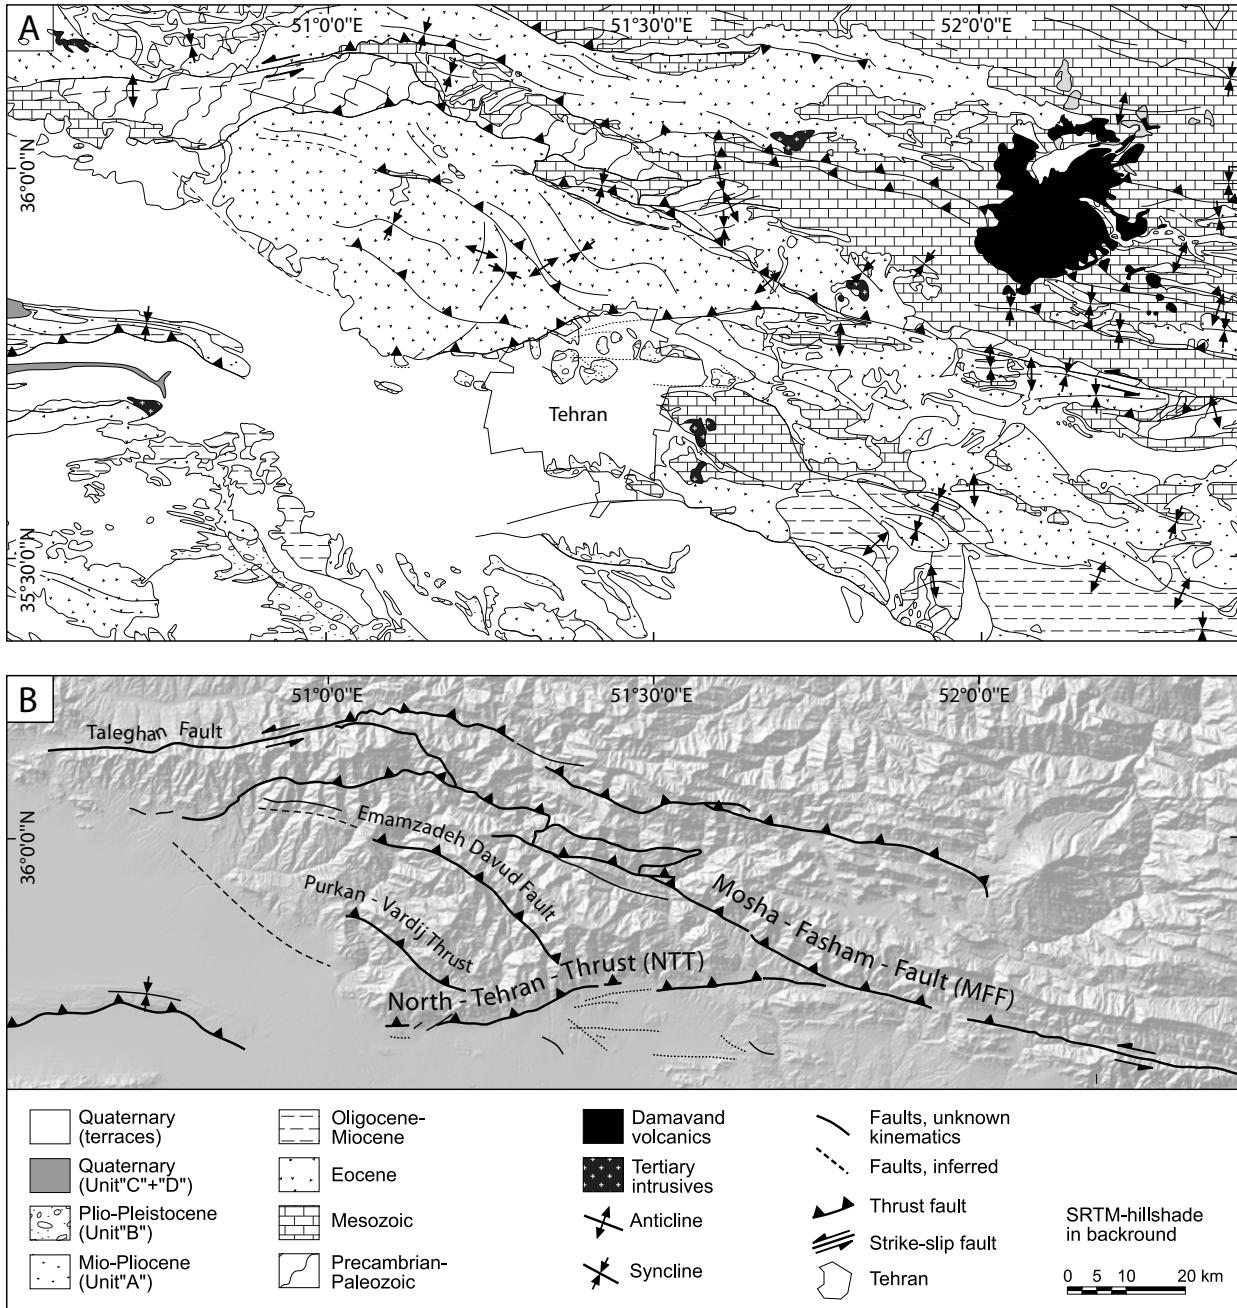 A
51°0'0"E
51°30'0"E
52°0'0"E
36°0'0"N
35°30'0"N
Tehran
B
51°0'0"E
51°30'0"E
52°0'0"E
36°0'0"N
Taleghan Fault
Emamzadeh Davud Fault
Purkan - Vardij Thrust
North - Tehran - Thrust (NTT)
Mosha - Fasham - Fault (MFF)
Quaternary
(terraces)
Quaternary
(Unit"C"+"D")
Plio-Pleistocene
(Unit"B")
Mio-Pliocene
(Unit"A")
Oligocene-
Miocene
Eocene
Mesozoic
Precambrian-
Paleozoic
Damavand
volcanics
Tertiary
intrusives
Anticline
Syncline
Faults, unknown
kinematics
Faults, inferred
Thrust fault
Strike-slip fault
Tehran
SRTM-hillshade
in backround
0 5 10 20 km